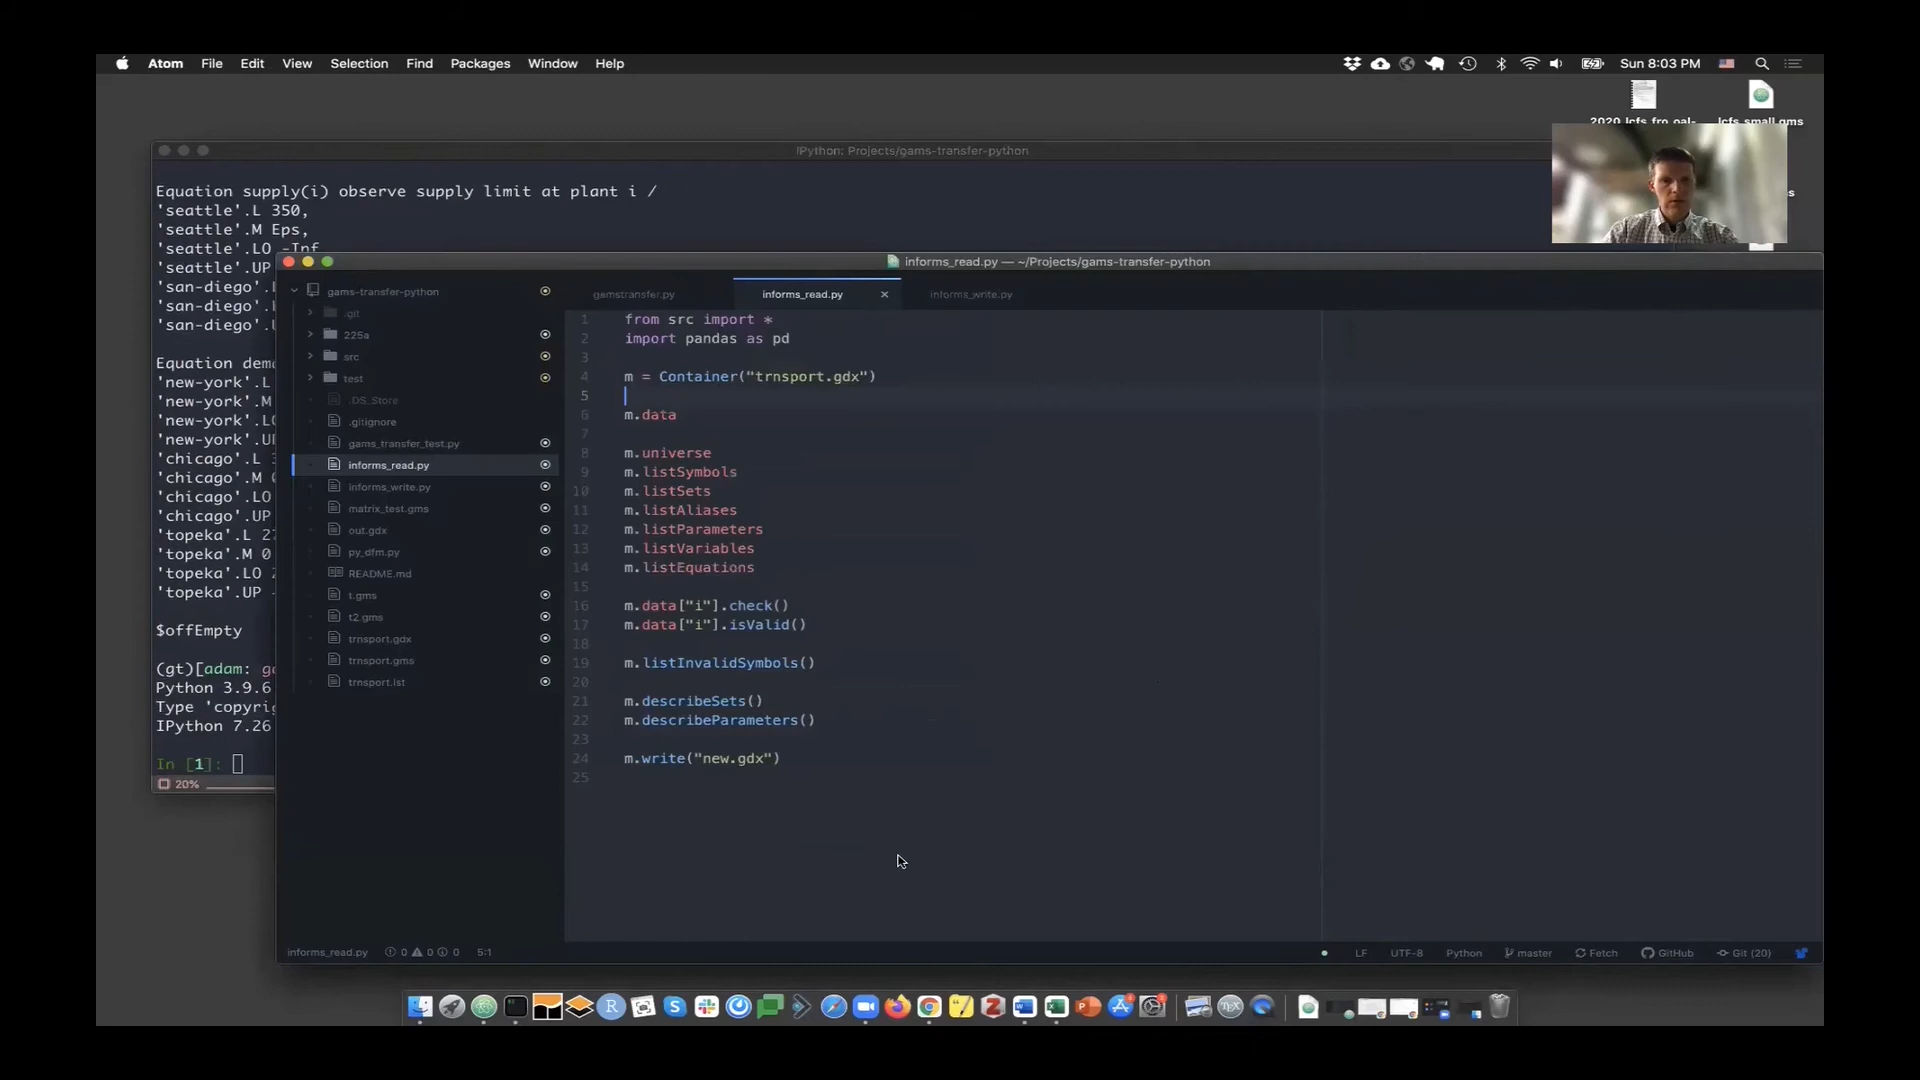 Atom File Edit View Selection Find Packages Window Help
Sun 8:03 PM
IPython: Projects/gams-transfer-python
Equation supply(i) observe supply limit at plant i /
'seattle'.L 350,
'seattle'.M Eps,
'seattle'.LO -Inf
'seattle'.UP
'san-diego'.
'san-diego'.
'san-diego'.
Equation dem
'new-york'.L
'new-york'.M
'new-york'.LO
'new-york'.UP
'chicago'.L 3
'chicago'.M 0
'chicago'.LO
'chicago'.UP
'topeka'.L 27
'topeka'.M 0
'topeka'.LO 2
'topeka'.UP -
$offEmpty
(gt)[adam:
Python 3.9.6
Type 'copyri
IPython 7.26
In [1]:
20%
informs_read.py — ~/Projects/gams-transfer-python
gams-transfer-python
.git
225a
src
test
.DS_Store
.gitignore
gams_transfer_test.py
informs_read.py
informs_write.py
matrix_test.gms
out.gdx
py_dfm.py
README.md
t.gms
t2.gms
trnsport.gdx
trnsport.gms
trnsport.lst
gamstransfer.py informs_read.py informs_write.py
1 from src import *
2 import pandas as pd
3
4 m = Container("trnsport.gdx")
5
6 m.data
7
8 m.universe
9 m.listSymbols
10 m.listSets
11 m.listAliases
12 m.listParameters
13 m.listVariables
14 m.listEquations
15
16 m.data["i"].check()
17 m.data["i"].isValid()
18
19 m.listInvalidSymbols()
20
21 m.describeSets()
22 m.describeParameters()
23
24 m.write("new.gdx")
25
informs_read.py 0 0 0 5:1
LF UTF-8 Python master Fetch GitHub Git (20)